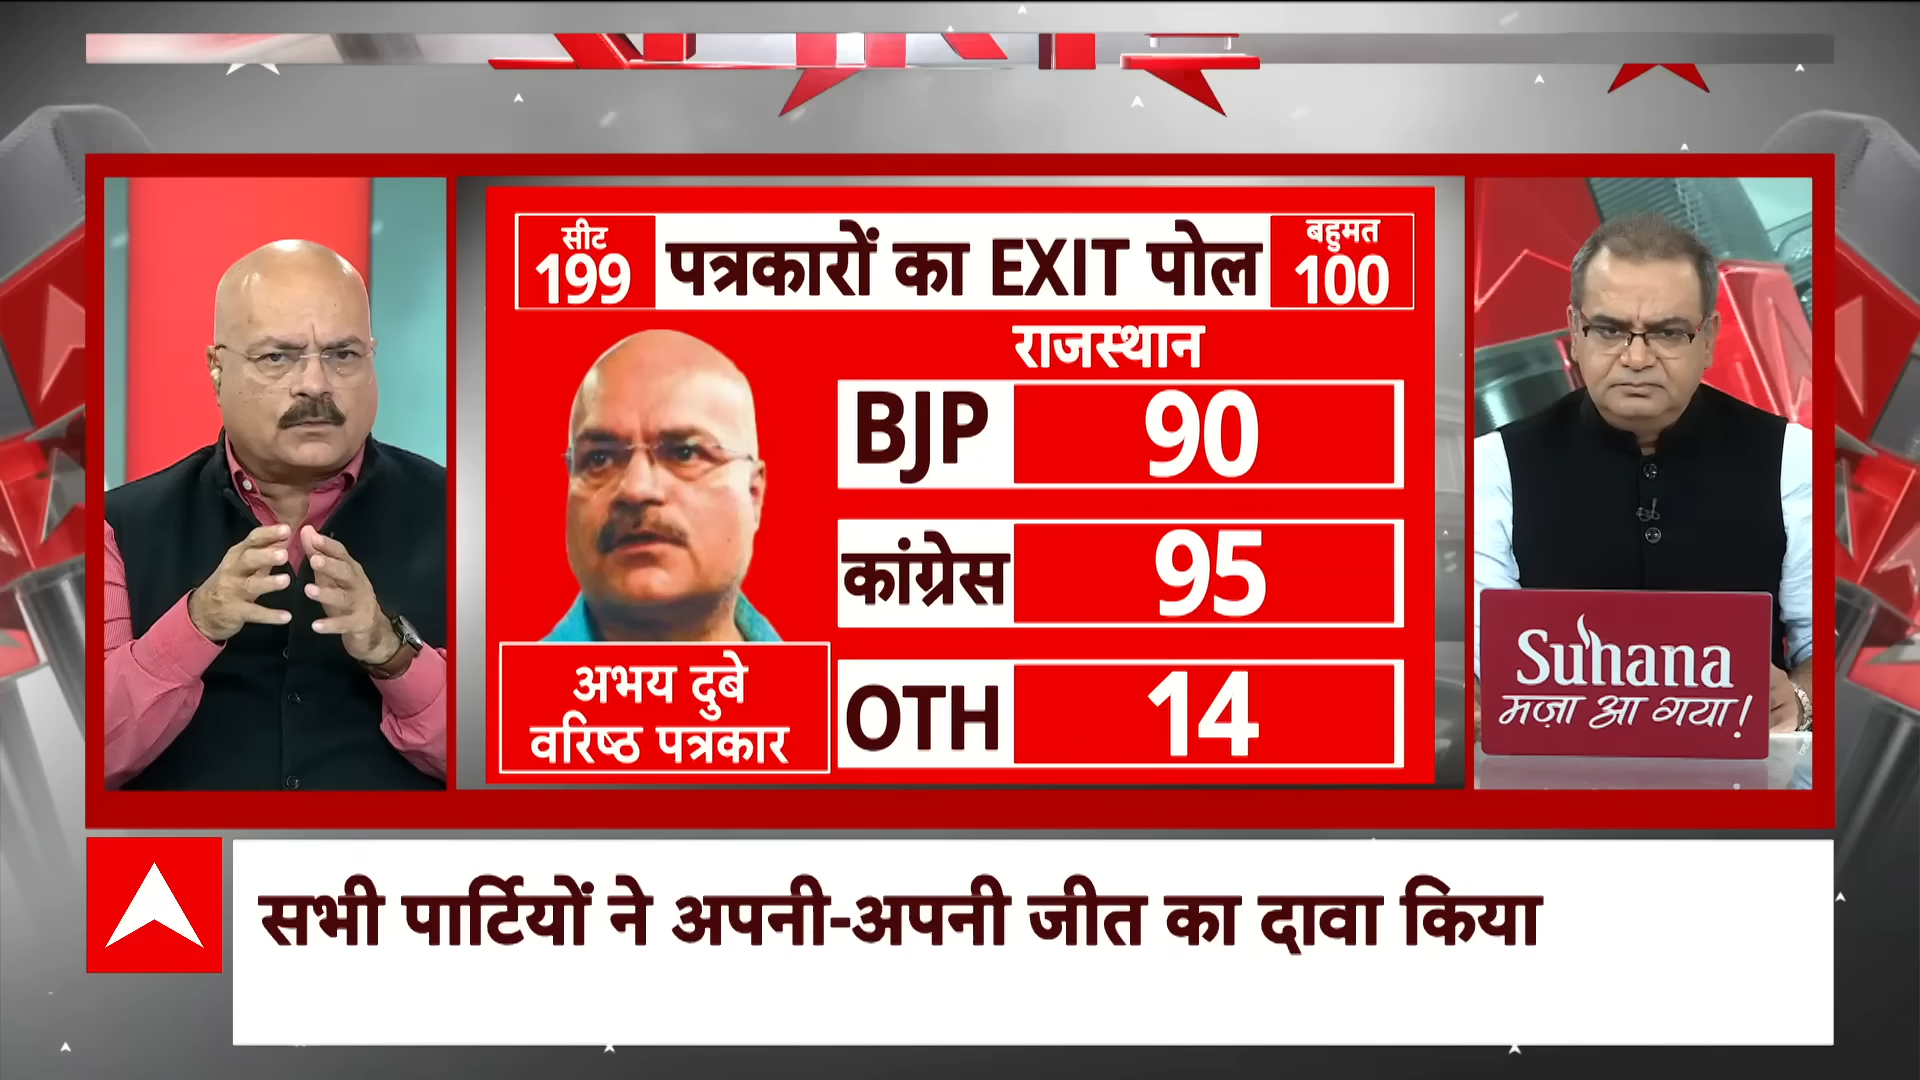 सीट
199
पत्रकारों का EXIT पोल
बहुमत
100
राजस्थान
BJP 90
कांग्रेस 95
OTH 14
अभय दुबे
वरिष्ठ पत्रकार
Suhana
मज़ा आ गया!
सभी पार्टियों ने अपनी-अपनी जीत का दावा किया